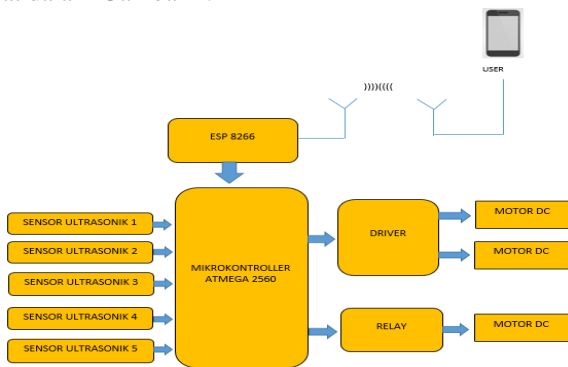 USER
))))((((
ESP 8266
SENSOR ULTRASONIK 1
SENSOR ULTRASONIK 2
SENSOR ULTRASONIK 3
SENSOR ULTRASONIK 4
SENSOR ULTRASONIK 5
MIKROKONTROLLER
ATMEGA 2560
DRIVER
RELAY
MOTOR DC
MOTOR DC
MOTOR DC